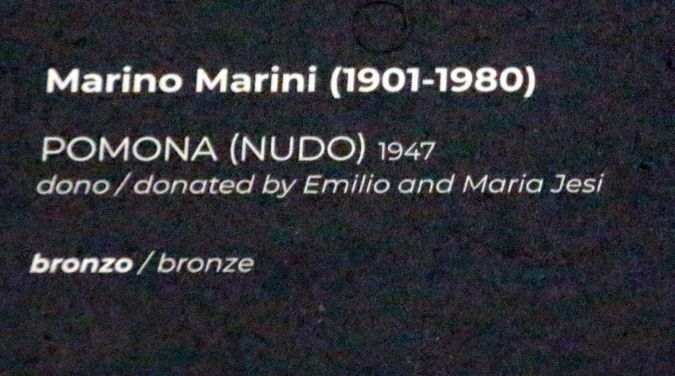 Marino Marini (1901-1980)
POMONA (NUDO) 1947
dono / donated by Emilio and Maria Jesi
bronzo / bronze